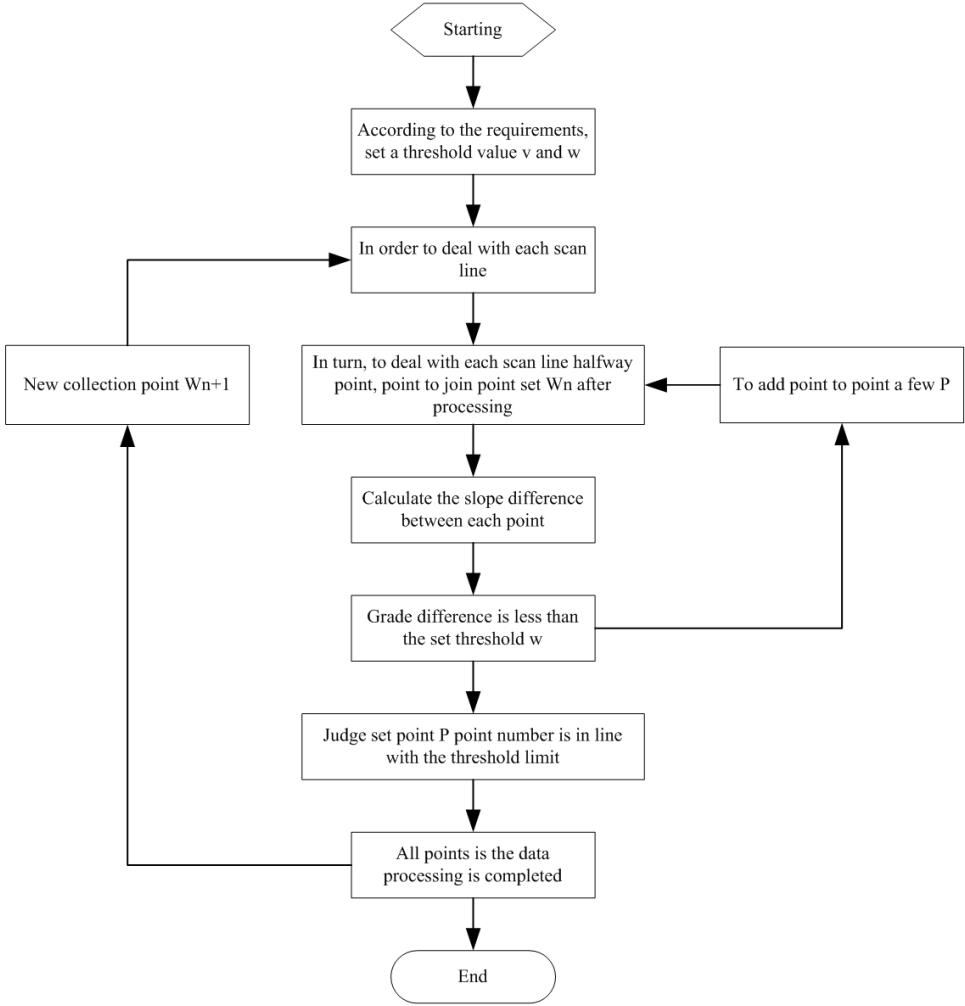 Starting
According to the requirements,
set a threshold value v and w
In order to deal with each scan
line
New collection point Wn+1
In turn, to deal with each scan line halfway
point, point to join point set Wn after
processing
To add point to point a few P
Calculate the slope difference
between each point
Grade difference is less than
the set threshold w
Judge set point P point number is in line
with the threshold limit
All points is the data
processing is completed
End